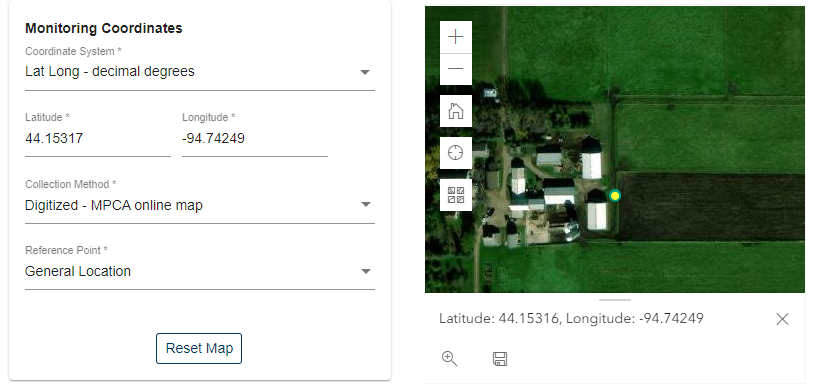 Monitoring Coordinates
Coordinate System *
Lat Long - decimal degrees
Latitude * Longitude *
44.15317 -94.74249
Collection Method *
Digitized - MPCA online map
Reference Point *
General Location
Reset Map
Latitude: 44.15316, Longitude: -94.74249